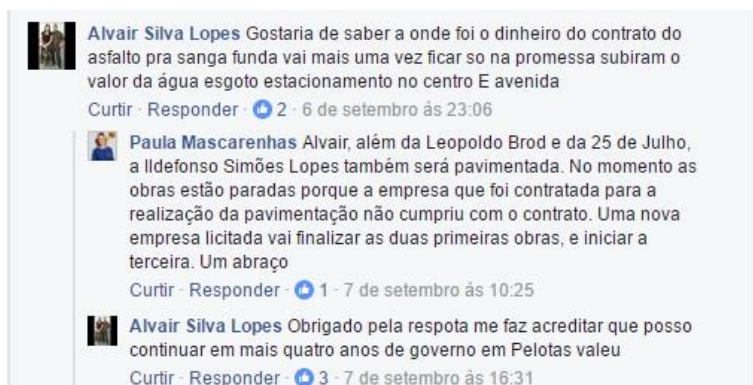 Alvair Silva Lopes Gostaria de saber a onde foi o dinheiro do contrato do
asfalto pra sanga funda vai mais uma vez ficar so na promessa subiram o
valor da água esgoto estacionamento no centro E avenida
Curtir · Responder · 2 · 6 de setembro às 23:06
Paula Mascarenhas Alvair, além da Leopoldo Brod e da 25 de Julho,
a Ildefonso Simões Lopes também será pavimentada. No momento as
obras estão paradas porque a empresa que foi contratada para a
realização da pavimentação não cumpriu com o contrato. Uma nova
empresa licitada vai finalizar as duas primeiras obras, e iniciar a
terceira. Um abraço
Curtir · Responder · 1 · 7 de setembro às 10:25
Alvair Silva Lopes Obrigado pela respota me faz acreditar que posso
continuar em mais quatro anos de governo em Pelotas valeu
Curtir · Responder · 3 · 7 de setembro às 16:31